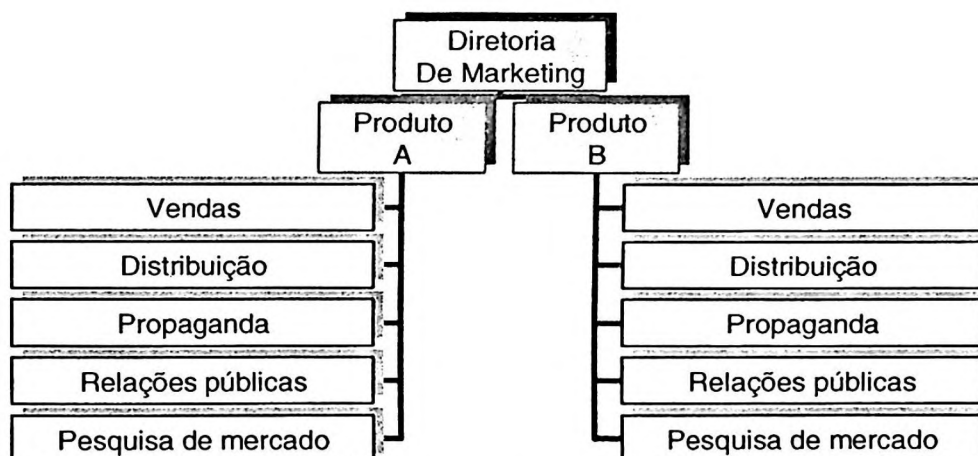 Diretoria
De Marketing
Produto
A
Produto
B
Vendas
Distribuição
Propaganda
Relações públicas
Pesquisa de mercado
Vendas
Distribuição
Propaganda
Relações públicas
Pesquisa de mercado